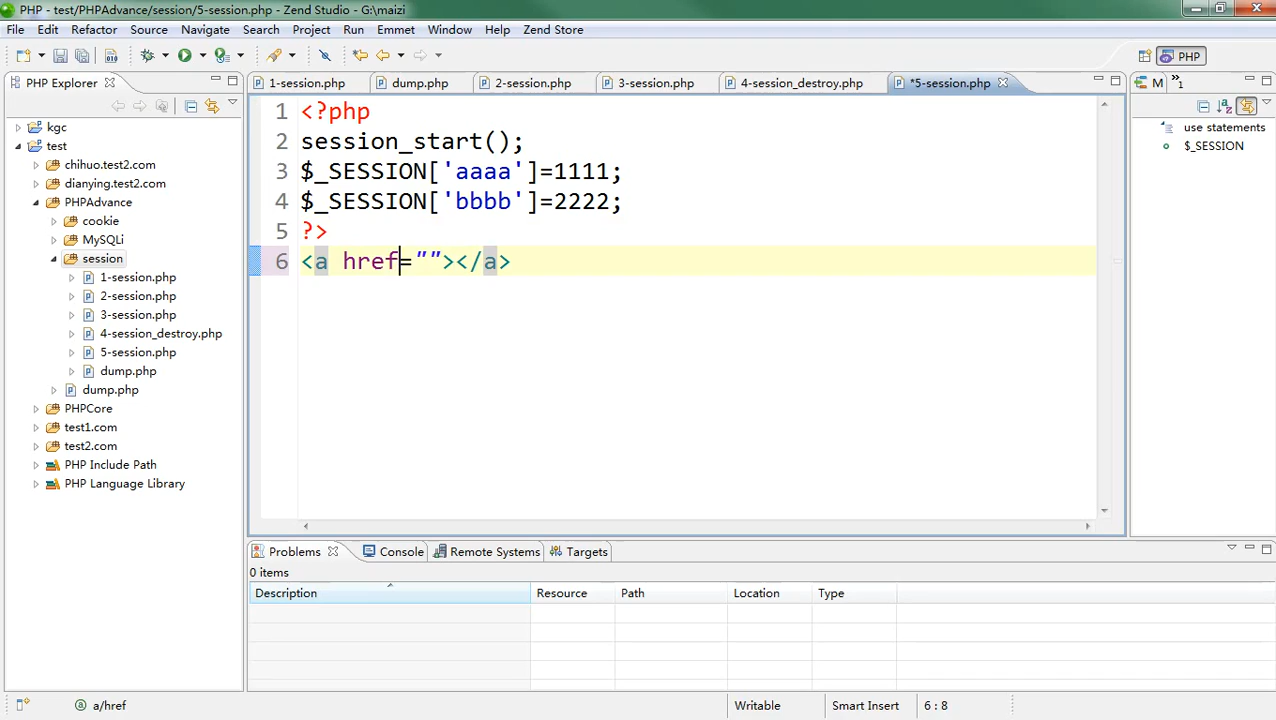 PHP - test/PHPAdvance/session/5-session.php - Zend Studio - G:\maizi
File Edit Refactor Source Navigate Search Project Run Emmet Window Help Zend Store
PHP
PHP Explorer
1-session.php dump.php 2-session.php 3-session.php 4-session_destroy.php *5-session.php
M »1
kgc
test
chihuo.test2.com
dianying.test2.com
PHPAdvance
cookie
MySQLi
session
1-session.php
2-session.php
3-session.php
4-session_destroy.php
5-session.php
dump.php
dump.php
PHPCore
test1.com
test2.com
PHP Include Path
PHP Language Library
1 <?php
2 session_start();
3 $_SESSION['aaaa']=1111;
4 $_SESSION['bbbb']=2222;
5 ?>
6 <a href=""></a>
use statements
$_SESSION
Problems Console Remote Systems Targets
0 items
Description Resource Path Location Type
a/href Writable Smart Insert 6 : 8